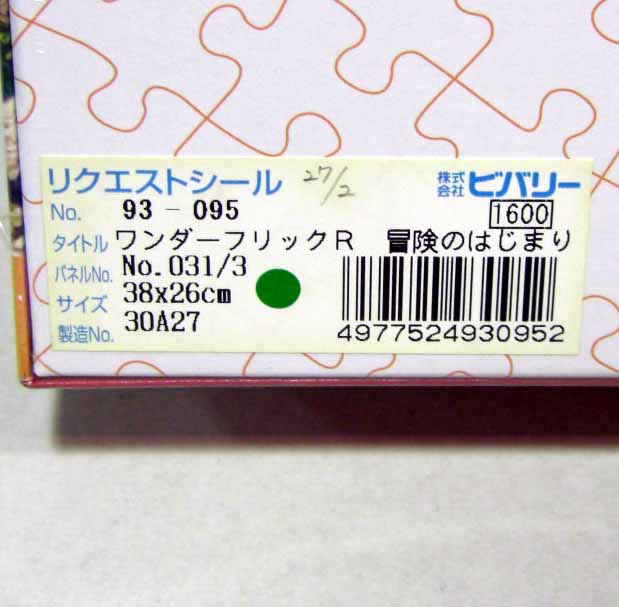 リクエストシール 27/2 株式会社 ビバリー
No. 93-095 1600
タイトル ワンダーフリックR 冒険のはじまり
パネルNo. No.031/3
サイズ 38x26cm
製造No. 30A27
4977524930952